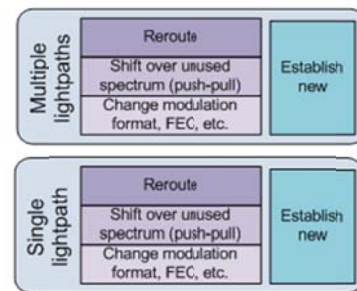 Multiple
lightpaths
Reroute
Shift over unused
spectrum (push-pull)
Change modulation
format, FEC, etc.
Establish
new
Single
lightpath
Reroute
Shift over unused
spectrum (push-pull)
Change modulation
format, FEC, etc.
Establish
new